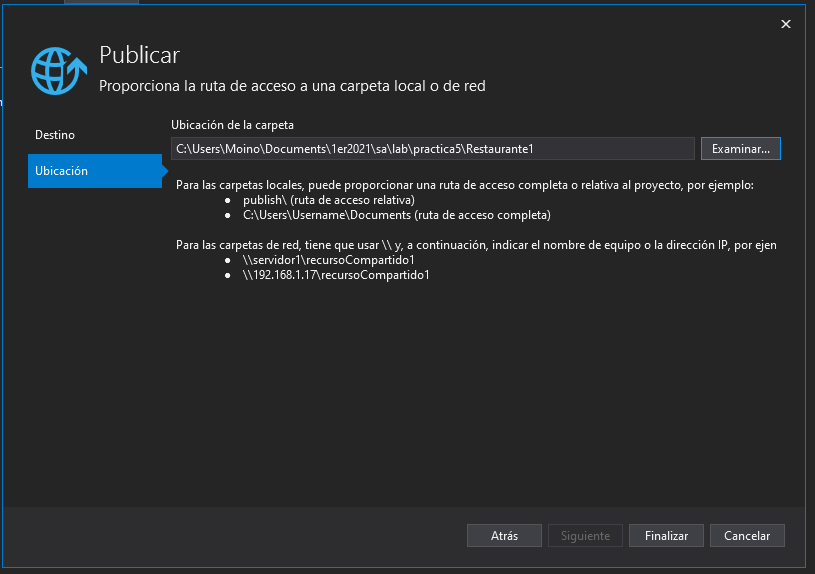 Publicar
Proporciona la ruta de acceso a una carpeta local o de red
Destino
Ubicación
Ubicación de la carpeta
C:\Users\Moino\Documents\1er2021\sa\lab\practica5\Restaurante1
Examinar...
Para las carpetas locales, puede proporcionar una ruta de acceso completa o relativa al proyecto, por ejemplo:
• publish\ (ruta de acceso relativa)
• C:\Users\Username\Documents (ruta de acceso completa)
Para las carpetas de red, tiene que usar \\ y, a continuación, indicar el nombre de equipo o la dirección IP, por ejen
• \\servidor1\recursoCompartido1
• \\192.168.1.17\recursoCompartido1
Atrás
Siguiente
Finalizar
Cancelar